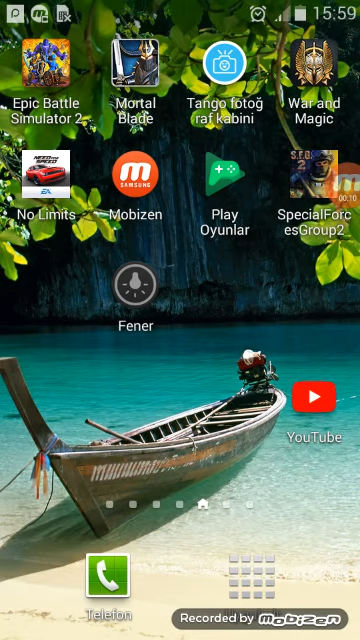 15:59
Epic Battle
Simulator 2
Mortal
Blade
Tango fotoğ
raf kabini
War and
Magic
NEED FOR SPEED
EA
No Limits
SAMSUNG
Mobizen
Play
Oyunlar
S.F.G
2
SpecialForc
esGroup2
00:10
Fener
YouTube
Telefon
Recorded by mobizen